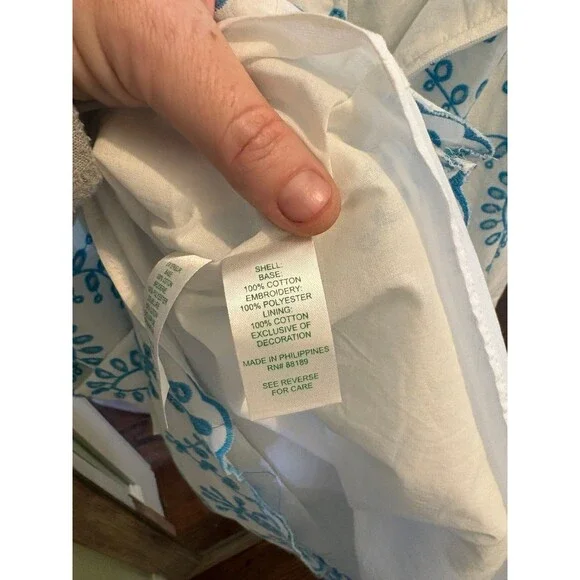 SHELL:
BASE:
100% COTTON
EMBROIDERY:
100% POLYESTER
LINING:
100% COTTON
EXCLUSIVE OF
DECORATION
MADE IN PHILIPPINES
RN# 88189
SEE REVERSE
FOR CARE